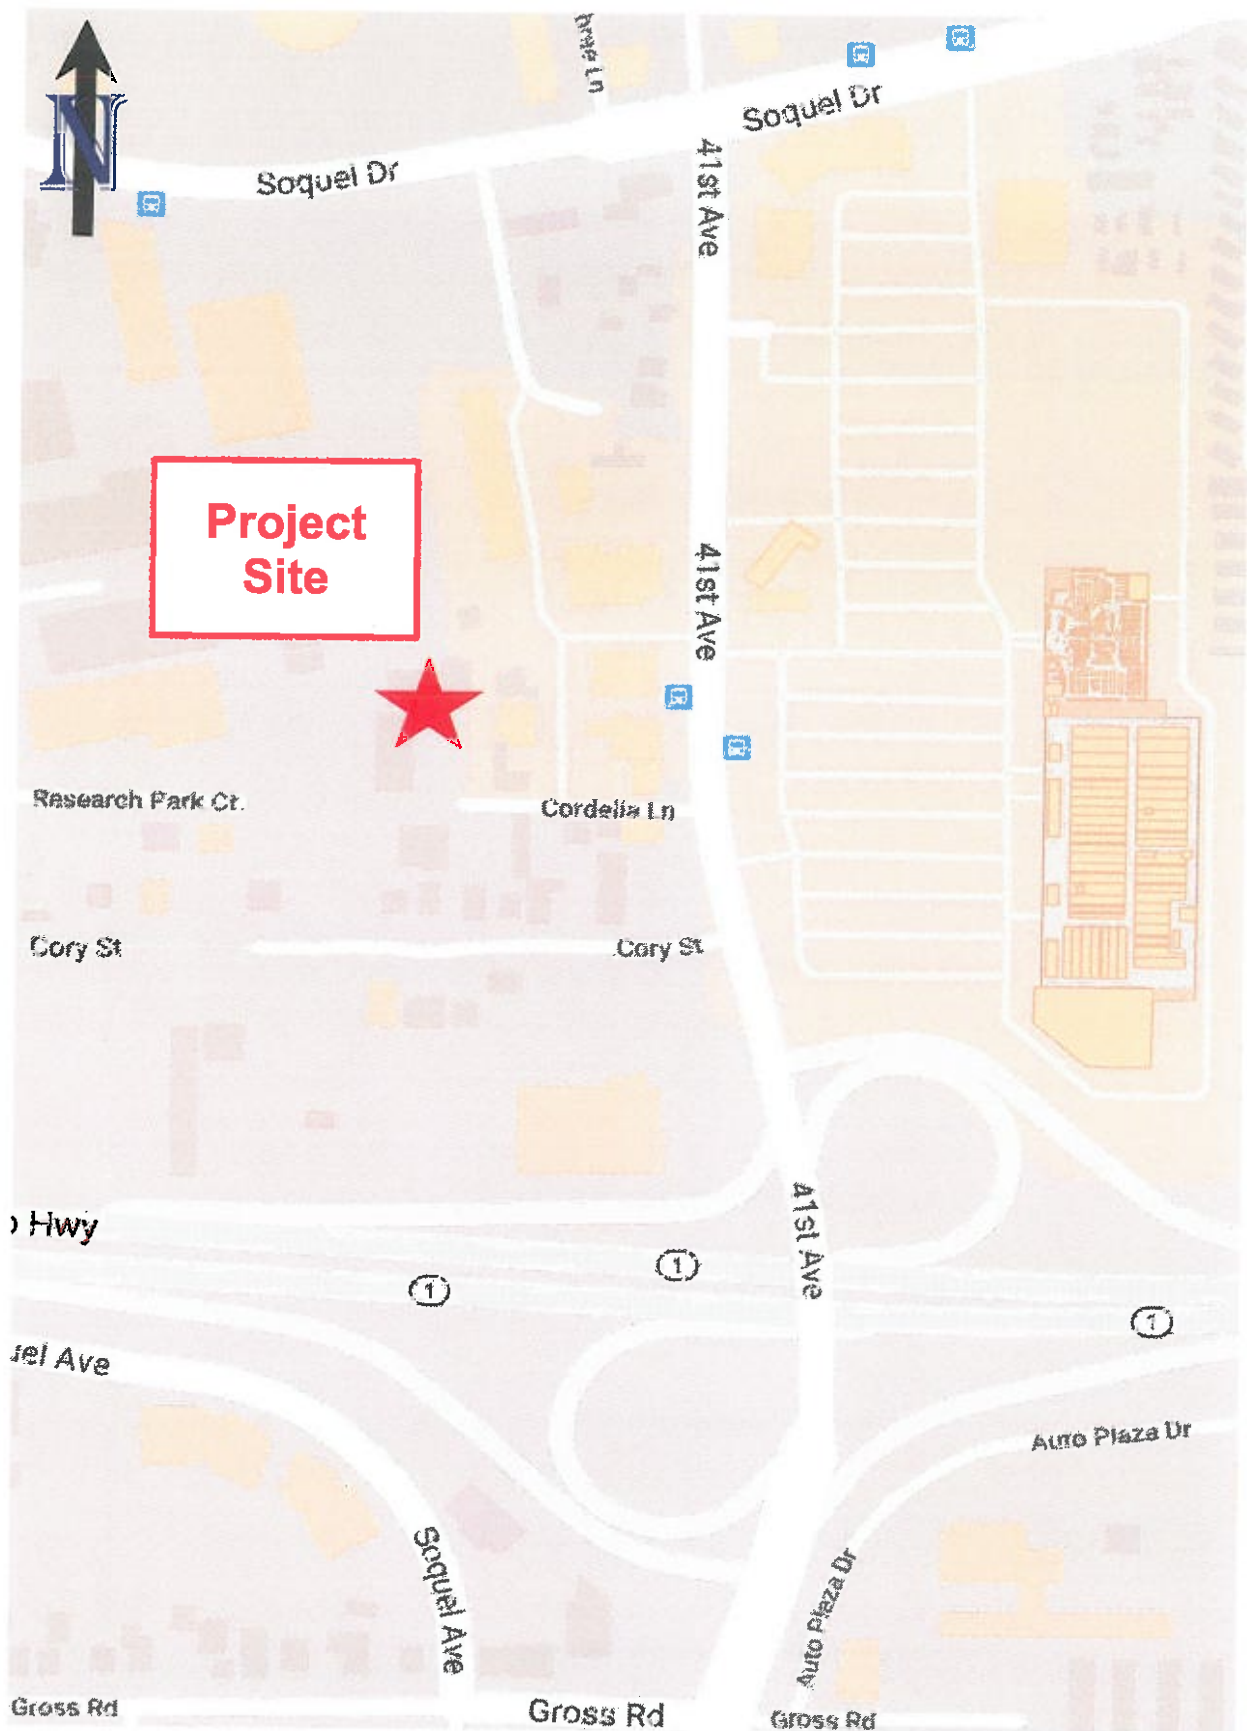 N
Soquel Dr
Soquel Dr
41st Ave
Project
Site
41st Ave
Research Park Ct.
Cordelia Ln
Cory St
Cory St
41st Ave
Hwy
1
1
1
Ave
Auto Plaza Dr
Soquel Ave
Auto Plaza Dr
Gross Rd
Gross Rd
Gross Rd